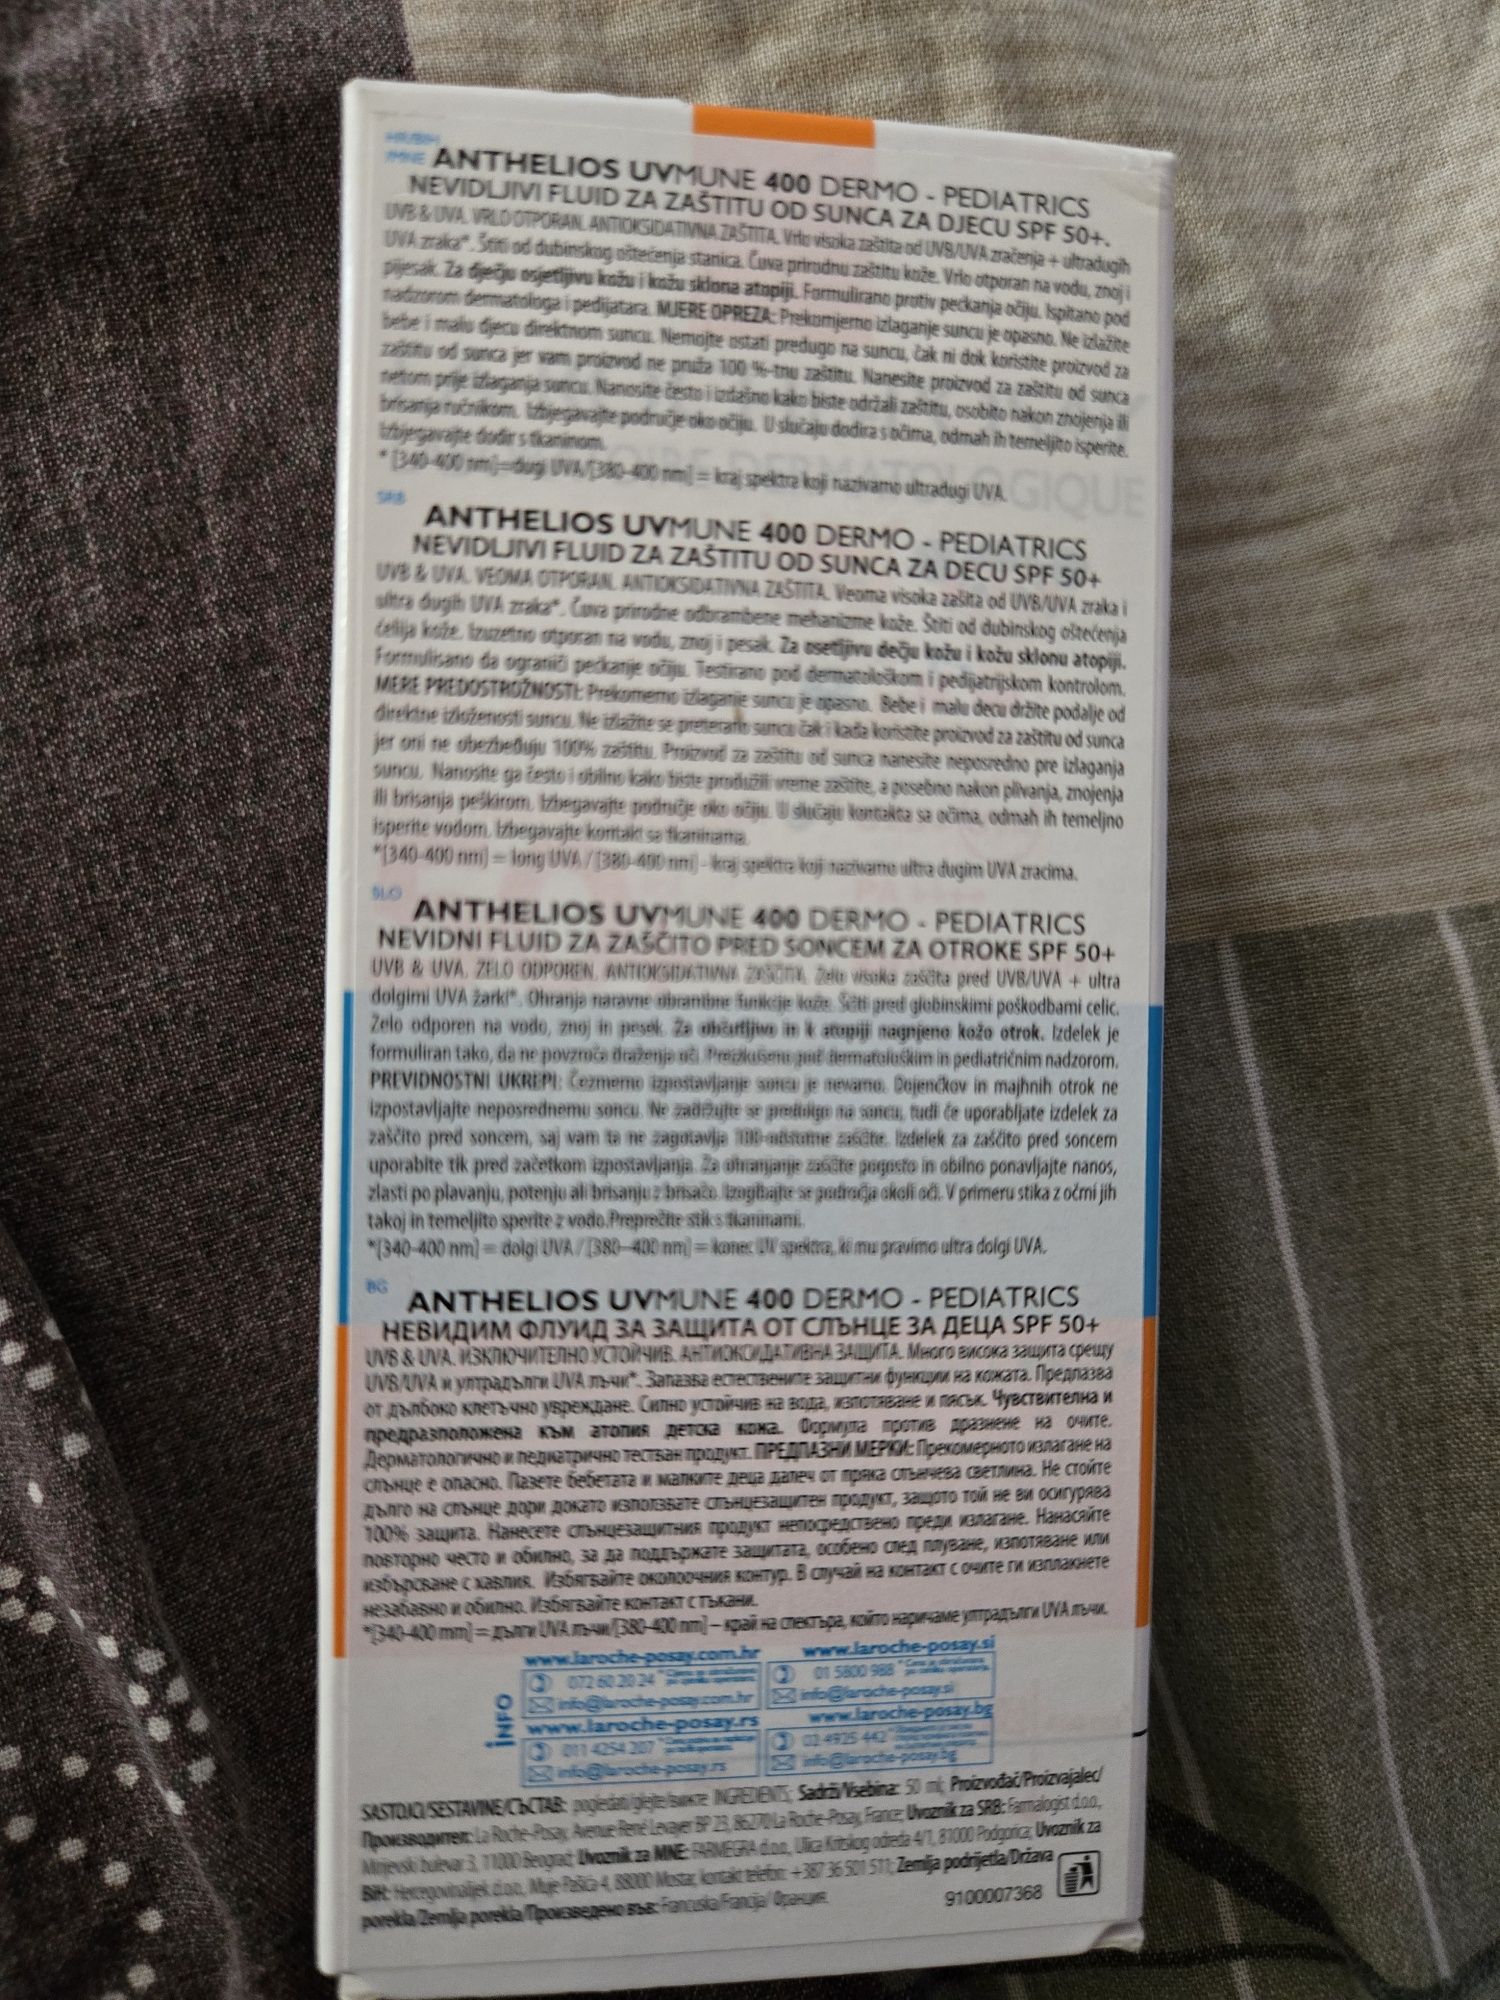 HR/BIH
/MNE ANTHELIOS UVMUNE 400 DERMO - PEDIATRICS
NEVIDLJIVI FLUID ZA ZAŠTITU OD SUNCA ZA DJECU SPF 50+.
UVB & UVA. VRLO OTPORAN. ANTIOKSIDATIVNA ZAŠTITA. Vrlo visoka zaštita od UVB/UVA zračenja + ultradugih
UVA zraka*. Štiti od dubinskog oštećenja stanica. Čuva prirodnu zaštitu kože. Vrlo otporan na vodu, znoj i
pijesak. Za dječju osjetljivu kožu i kožu sklona atopiji. Formulirano protiv peckanja očiju. Ispitano pod
nadzorom dermatologa i pedijatara. MJERE OPREZA: Prekomjerno izlaganje suncu je opasno. Ne izlažite
bebe i malu djecu direktnom suncu. Nemojte ostati predugo na suncu, čak ni dok koristite proizvod za
zaštitu od sunca jer vam proizvod ne pruža 100 %-tnu zaštitu. Nanesite proizvod za zaštitu od sunca
netom prije izlaganja suncu. Nanosite često i izdašno kako biste održali zaštitu, osobito nakon znojenja ili
brisanja ručnikom. Izbjegavajte područje oko očiju. U slučaju dodira s očima, odmah ih temeljito isperite.
Izbjegavajte dodir s tkaninom.
* [340-400 nm]=dugi UVA/[380-400 nm] = kraj spektra koji nazivamo ultradugi UVA.
SRB
ANTHELIOS UVMUNE 400 DERMO - PEDIATRICS
NEVIDLJIVI FLUID ZA ZAŠTITU OD SUNCA ZA DECU SPF 50+
UVB & UVA. VEOMA OTPORAN. ANTIOKSIDATIVNA ZAŠTITA. Veoma visoka zašita od UVB/UVA zraka i
ultra dugih UVA zraka*. Čuva prirodne odbrambene mehanizme kože. Štiti od dubinskog oštećenja
ćelija kože. Izuzetno otporan na vodu, znoj i pesak. Za osetljivu dečju kožu i kožu sklonu atopiji.
Formulisano da ograniči peckanje očiju. Testirano pod dermatološkom i pedijatrijskom kontrolom.
MERE PREDOSTROŽNOSTI: Prekomerno izlaganje suncu je opasno. Bebe i malu decu držite podalje od
direktne izloženosti suncu. Ne izlažite se preterano suncu čak i kada koristite proizvod za zaštitu od sunca
jer oni ne obezbeđuju 100% zaštitu. Proizvod za zaštitu od sunca nanesite neposredno pre izlaganja
suncu. Nanosite ga često i obilno kako biste produžili vreme zaštite, a posebno nakon plivanja, znojenja
ili brisanja peškirom. Izbegavajte područje oko očiju. U slučaju kontakta sa očima, odmah ih temeljno
isperite vodom. Izbegavajte kontakt sa tkaninama.
*[340-400 nm] = long UVA / [380-400 nm] - kraj spektra koji nazivamo ultra dugim UVA zracima.
SLO
ANTHELIOS UVMUNE 400 DERMO - PEDIATRICS
NEVIDNI FLUID ZA ZAŠČITO PRED SONCEM ZA OTROKE SPF 50+
UVB & UVA. ZELO ODPOREN. ANTIOKSIDATIVNA ZAŠČITA. Zelo visoka zaščita pred UVB/UVA + ultra
dolgimi UVA žarki*. Ohranja naravne obrambne funkcije kože. Ščiti pred globinskimi poškodbami celic.
Zelo odporen na vodo, znoj in pesek. Za občutljivo in k atopiji nagnjeno kožo otrok. Izdelek je
formuliran tako, da ne povzroča draženja oči. Preizkušeno pod dermatološkim in pediatričnim nadzorom.
PREVIDNOSTNI UKREPI: Čezmerno izpostavljanje soncu je nevarno. Dojenčkov in majhnih otrok ne
izpostavljajte neposrednemu soncu. Ne zadržujte se predolgo na soncu, tudi če uporabljate izdelek za
zaščito pred soncem, saj vam ta ne zagotavlja 100-odstotne zaščite. Izdelek za zaščito pred soncem
uporabite tik pred začetkom izpostavljanja. Za ohranjanje zaščite pogosto in obilno ponavljajte nanos,
zlasti po plavanju, potenju ali brisanju z brisačo. Izogibajte se področja okoli oči. V primeru stika z očmi jih
takoj in temeljito sperite z vodo.Preprečite stik s tkaninami.
*[340-400 nm] = dolgi UVA / [380–400 nm] = konec UV spektra, ki mu pravimo ultra dolgi UVA.
BG
ANTHELIOS UVMUNE 400 DERMO - PEDIATRICS
НЕВИДИМ ФЛУИД ЗА ЗАЩИТА ОТ СЛЪНЦЕ ЗА ДЕЦА SPF 50+
UVB & UVA. ИЗКЛЮЧИТЕЛНО УСТОЙЧИВ. АНТИОКСИДАТИВНА ЗАЩИТА. Много висока защита срещу
UVB/UVA и ултрадълги UVA лъчи*. Запазва естествените защитни функции на кожата. Предпазва
от дълбоко клетъчно увреждане. Силно устойчив на вода, изпотяване и пясък. Чувствителна и
предразположена към атопия детска кожа. Формула против дразнене на очите.
Дерматологично и педиатрично тестван продукт. ПРЕДПАЗНИ МЕРКИ: Прекомерното излагане на
слънце е опасно. Пазете бебетата и малките деца далеч от пряка слънчева светлина. Не стойте
дълго на слънце дори докато използвате слънцезащитен продукт, защото той не ви осигурява
100% защита. Нанесете слънцезащитния продукт непосредствено преди излагане. Нанасяйте
повторно често и обилно, за да поддържате защитата, особено след плуване, изпотяване или
избърсване с хавлия. Избягвайте околоочния контур. В случай на контакт с очите ги изплакнете
незабавно и обилно. Избягвайте контакт с тъкани.
*[340-400 mm] = дълги UVA лъчи/[380-400 nm] – край на спектъра, който наричаме ултрадълги UVA лъчи.
www.laroche-posay.com.hr www.laroche-posay.si
072 60 20 24 01 5800 988
info@laroche-posay.com.hr info@laroche-posay.si
INFO
www.laroche-posay.rs www.laroche-posay.bg
011 4254 207 02 4925 442
info@laroche-posay.rs info@laroche-posay.bg
SASTOJCI/SESTAVINE/СЪСТАВ: pogledati/glejte/вижте INGREDIENTS; Sadrži/Vsebina: 50 ml; Proizvođač/Proizvajalec/
Производител: La Roche-Posay, Avenue René Levayer BP 23, 86270 La Roche-Posay, France; Uvoznik za SRB: Farmalogist d.o.o.,
Mirijevski bulevar 3, 11000 Beograd; Uvoznik za MNE: FARMEGRA d.o.o., Ulica Kritskog odreda 4/1, 81000 Podgorica; Uvoznik za
BiH: Hercegovinalijek d.o.o., Muje Pašića 4, 88000 Mostar, kontakt telefon: +387 36 501 511; Zemlja podrijetla/Država
porekla/Zemlja porekla/Произведено във: Francuska/Francija/ Франция.
9100007368